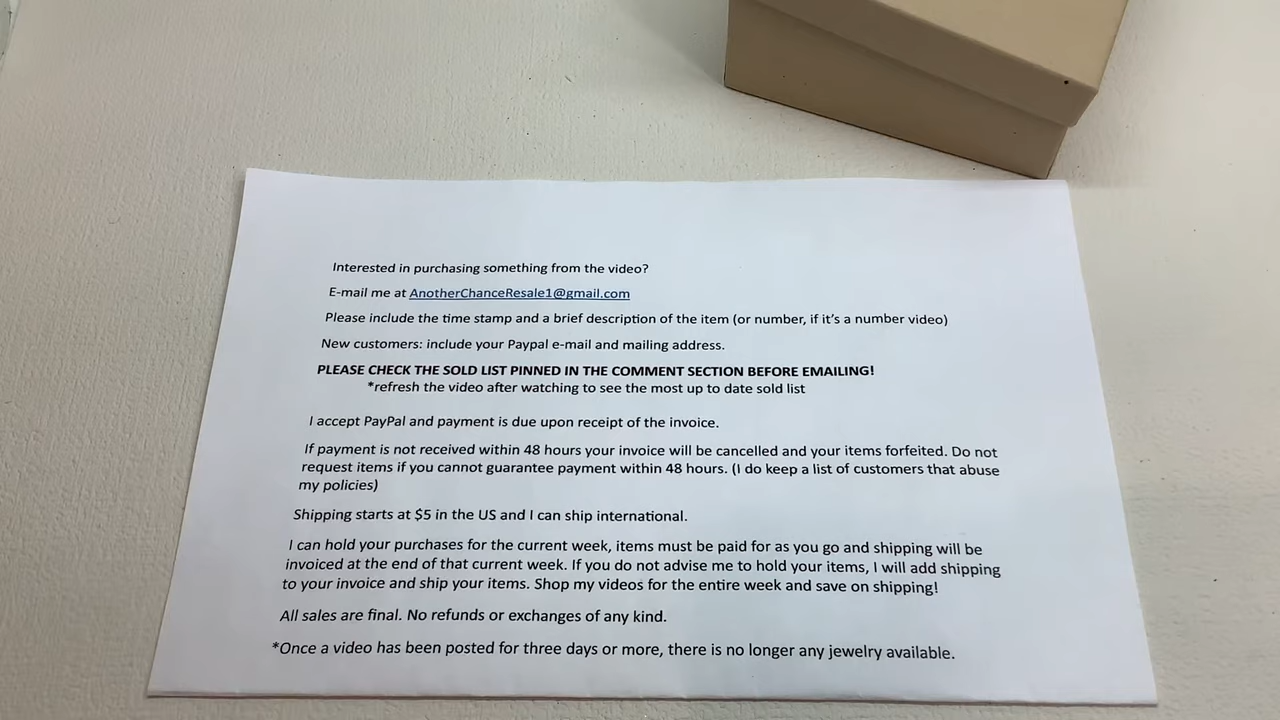 Interested in purchasing something from the video?
E-mail me at AnotherChanceResale1@gmail.com
Please include the time stamp and a brief description of the item (or number, if it's a number video)
New customers: include your Paypal e-mail and mailing address.
PLEASE CHECK THE SOLD LIST PINNED IN THE COMMENT SECTION BEFORE EMAILING!
*refresh the video after watching to see the most up to date sold list
I accept PayPal and payment is due upon receipt of the invoice.
If payment is not received within 48 hours your invoice will be cancelled and your items forfeited. Do not
request items if you cannot guarantee payment within 48 hours. (I do keep a list of customers that abuse
my policies)
Shipping starts at $5 in the US and I can ship international.
I can hold your purchases for the current week, items must be paid for as you go and shipping will be
invoiced at the end of that current week. If you do not advise me to hold your items, I will add shipping
to your invoice and ship your items. Shop my videos for the entire week and save on shipping!
All sales are final. No refunds or exchanges of any kind.
*Once a video has been posted for three days or more, there is no longer any jewelry available.